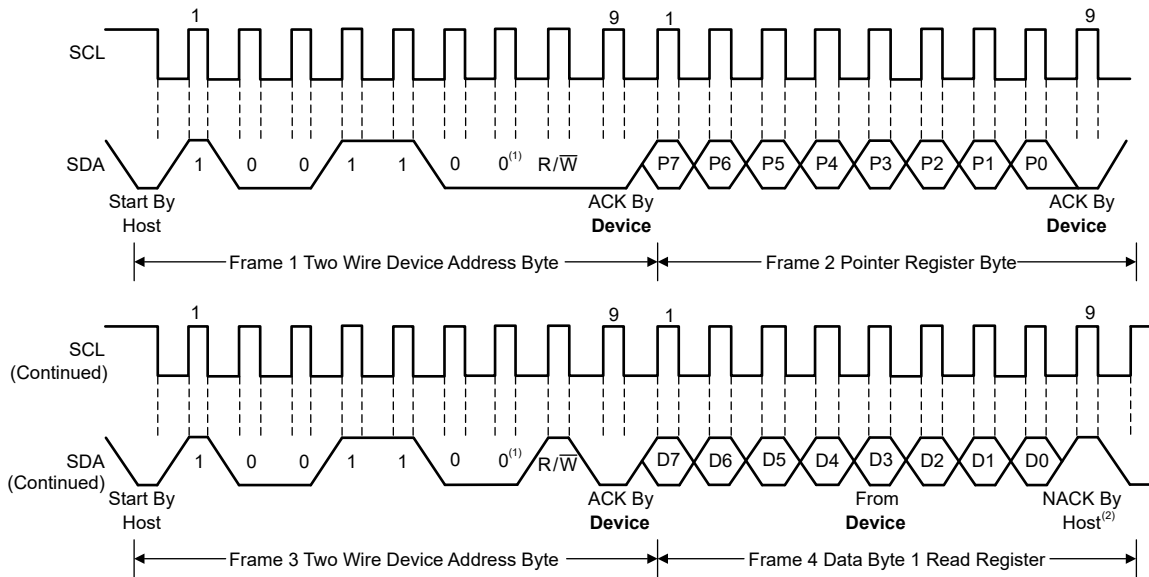 1 9 1 9
SCL
SDA 1 0 0 1 1 0 0(1) R/W̅ P7 P6 P5 P4 P3 P2 P1 P0
Start By ACK By ACK By
Host Device Device
Frame 1 Two Wire Device Address Byte Frame 2 Pointer Register Byte
1 9 1 9
SCL
(Continued)
SDA 1 0 0 1 1 0 0(1) R/W̅ D7 D6 D5 D4 D3 D2 D1 D0
(Continued)
Start By ACK By From NACK By
Host Device Device Host(2)
Frame 3 Two Wire Device Address Byte Frame 4 Data Byte 1 Read Register